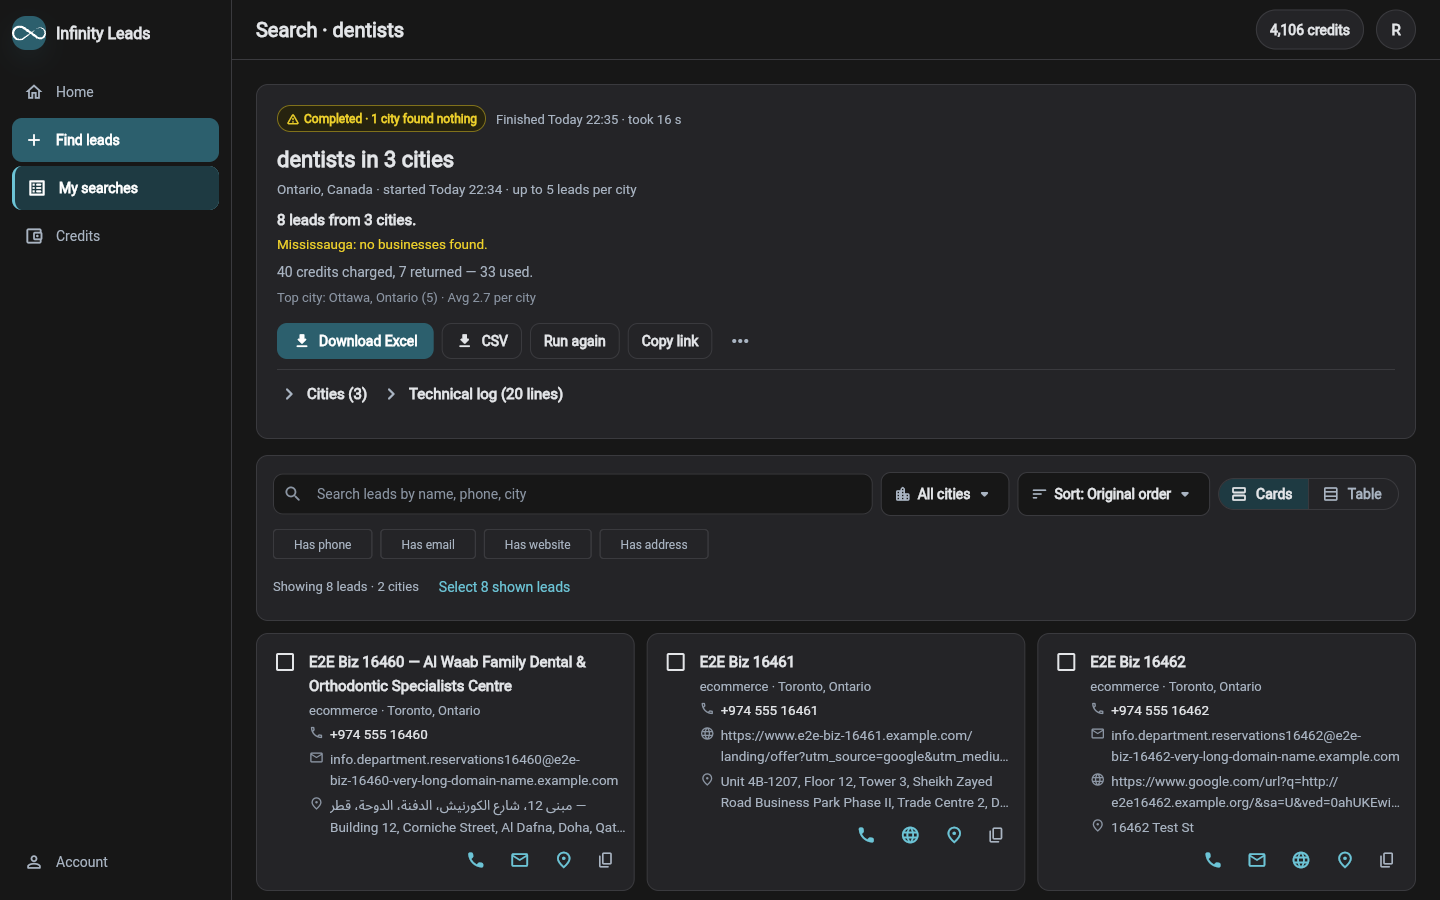 Infinity Leads
Search · dentists
4,106 credits
R
Home
Find leads
My searches
Credits
Account
Completed · 1 city found nothing
Finished Today 22:35 · took 16 s
dentists in 3 cities
Ontario, Canada · started Today 22:34 · up to 5 leads per city
8 leads from 3 cities.
Mississauga: no businesses found.
40 credits charged, 7 returned — 33 used.
Top city: Ottawa, Ontario (5) · Avg 2.7 per city
Download Excel
CSV
Run again
Copy link
Cities (3)
Technical log (20 lines)
Search leads by name, phone, city
All cities
Sort: Original order
Cards
Table
Has phone
Has email
Has website
Has address
Showing 8 leads · 2 cities
Select 8 shown leads
E2E Biz 16460 — Al Waab Family Dental &
Orthodontic Specialists Centre
ecommerce · Toronto, Ontario
+974 555 16460
info.department.reservations16460@e2e-
biz-16460-very-long-domain-name.example.com
مبنى 12، شارع الكورنيش، الدفنة، الدوحة، قطر —
Building 12, Corniche Street, Al Dafna, Doha, Qat…
E2E Biz 16461
ecommerce · Toronto, Ontario
+974 555 16461
https://www.e2e-biz-16461.example.com/
landing/offer?utm_source=google&utm_mediu…
Unit 4B-1207, Floor 12, Tower 3, Sheikh Zayed
Road Business Park Phase II, Trade Centre 2, D…
E2E Biz 16462
ecommerce · Toronto, Ontario
+974 555 16462
info.department.reservations16462@e2e-
biz-16462-very-long-domain-name.example.com
https://www.google.com/url?q=http://
e2e16462.example.org/&sa=U&ved=0ahUKEwi…
16462 Test St